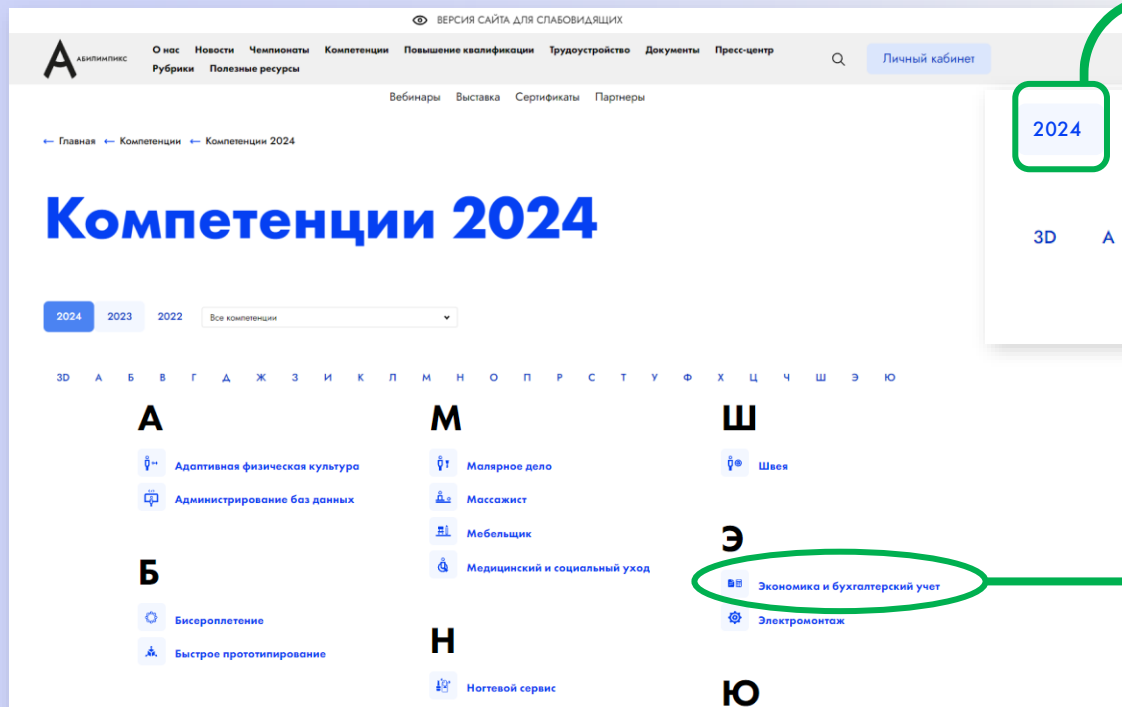 ВЕРСИЯ САЙТА ДЛЯ СЛАБОВИДЯЩИХ
АБИЛИМПИКС
О нас Новости Чемпионаты Компетенции Повышение квалификации Трудоустройство Документы Пресс-центр
Рубрики Полезные ресурсы
Личный кабинет
Вебинары Выставка Сертификаты Партнеры
← Главная ← Компетенции ← Компетенции 2024
Компетенции 2024
2024 2023 2022 Все компетенции
3D А Б В Г Д Ж З И К Л М Н О П Р С Т У Ф Х Ц Ч Ш Э Ю
А
Адаптивная физическая культура
Администрирование баз данных
Б
Бисероплетение
Быстрое прототипирование
М
Малярное дело
Массажист
Мебельщик
Медицинский и социальный уход
Н
Ногтевой сервис
Ш
Швея
Э
Экономика и бухгалтерский учет
Электромонтаж
Ю
2024
3D А